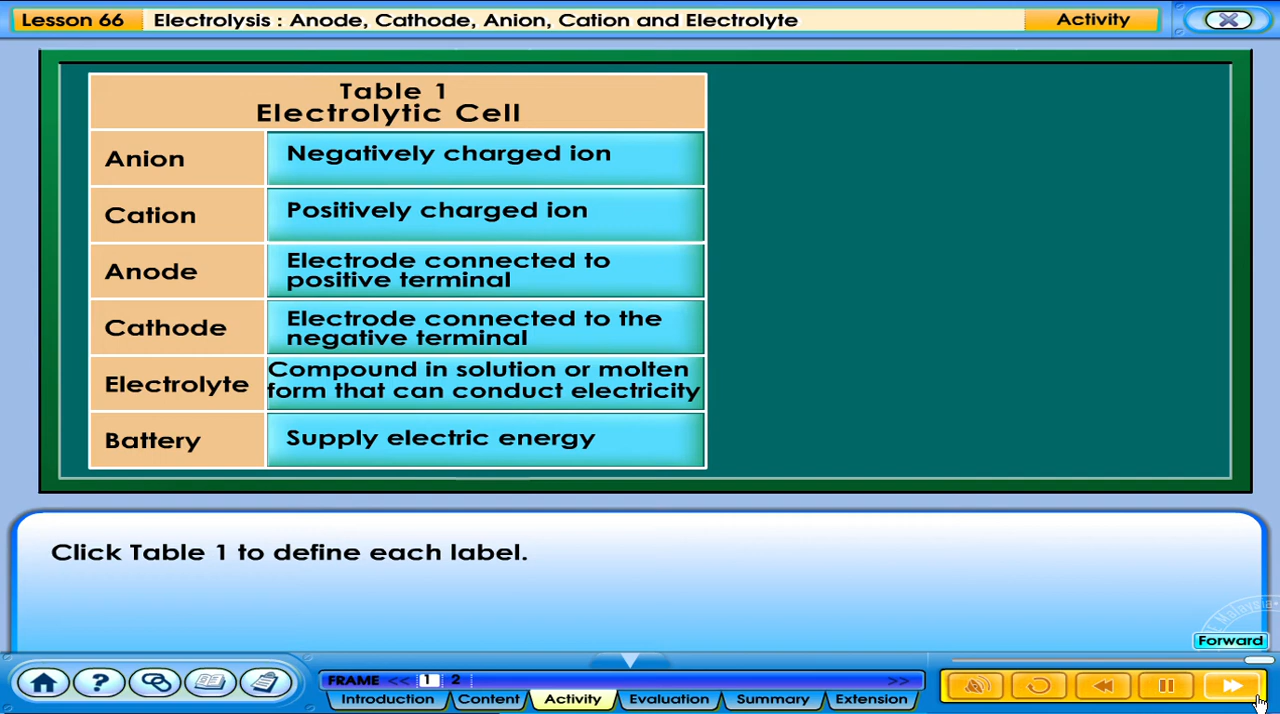 Lesson 66
Electrolysis : Anode, Cathode, Anion, Cation and Electrolyte
Activity
Table 1
Electrolytic Cell
Anion
Negatively charged ion
Cation
Positively charged ion
Anode
Electrode connected to
positive terminal
Cathode
Electrode connected to the
negative terminal
Electrolyte
Compound in solution or molten
form that can conduct electricity
Battery
Supply electric energy
Click Table 1 to define each label.
Malaysia
Forward
FRAME << 1 2 >>
Introduction Content Activity Evaluation Summary Extension